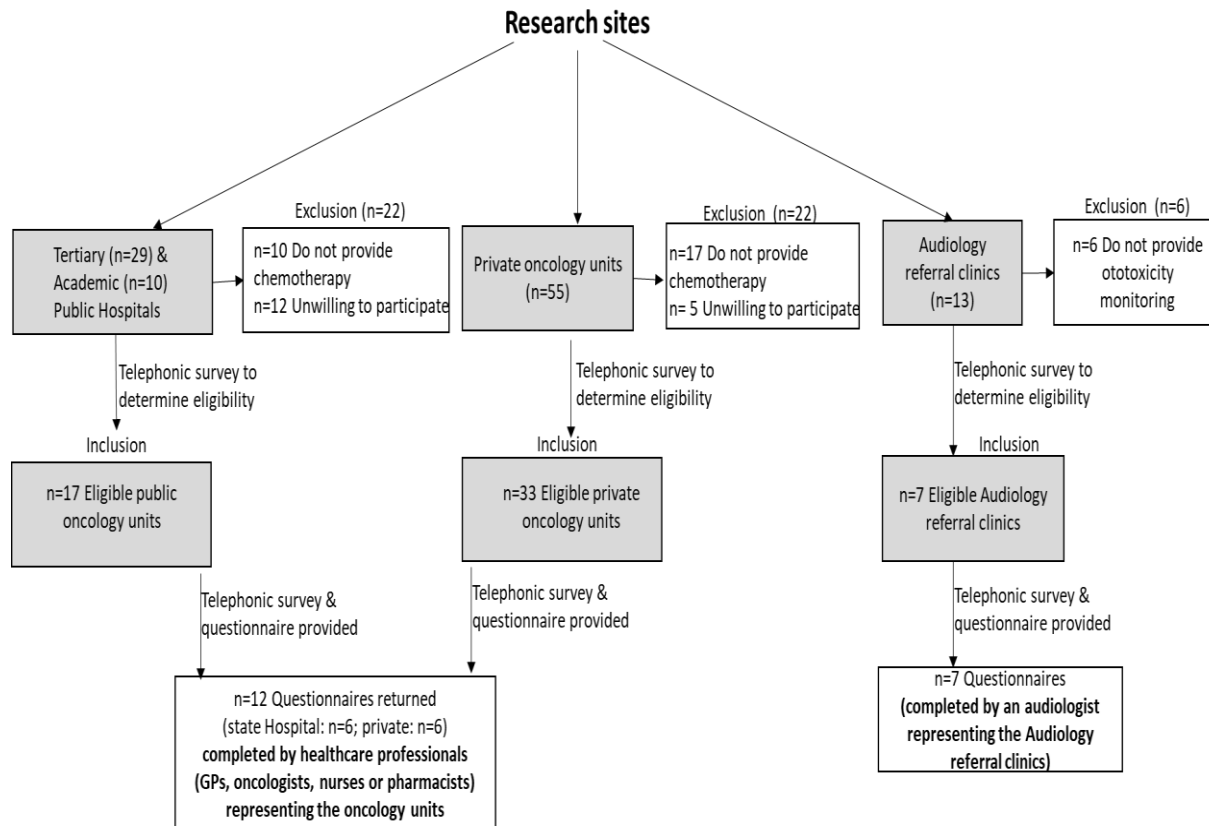 Research sites
Exclusion (n=22)
Tertiary (n=29) &
Academic (n=10)
Public Hospitals
n=10 Do not provide
chemotherapy
n=12 Unwilling to participate
Exclusion (n=22)
Private oncology units
(n=55)
n=17 Do not provide
chemotherapy
n= 5 Unwilling to participate
Exclusion (n=6)
Audiology
referral clinics
(n=13)
n=6 Do not provide
ototoxicity
monitoring
Telephonic survey to
determine eligibility
Telephonic survey to
determine eligibility
Telephonic survey to
determine eligibility
Inclusion
Inclusion
Inclusion
n=17 Eligible public
oncology units
n=33 Eligible private
oncology units
n=7 Eligible Audiology
referral clinics
Telephonic survey &
questionnaire provided
Telephonic survey &
questionnaire provided
Telephonic survey &
questionnaire provided
n=12 Questionnaires returned
(state Hospital: n=6; private: n=6)
completed by healthcare professionals
(GPs, oncologists, nurses or pharmacists)
representing the oncology units
n=7 Questionnaires
(completed by an audiologist
representing the Audiology
referral clinics)